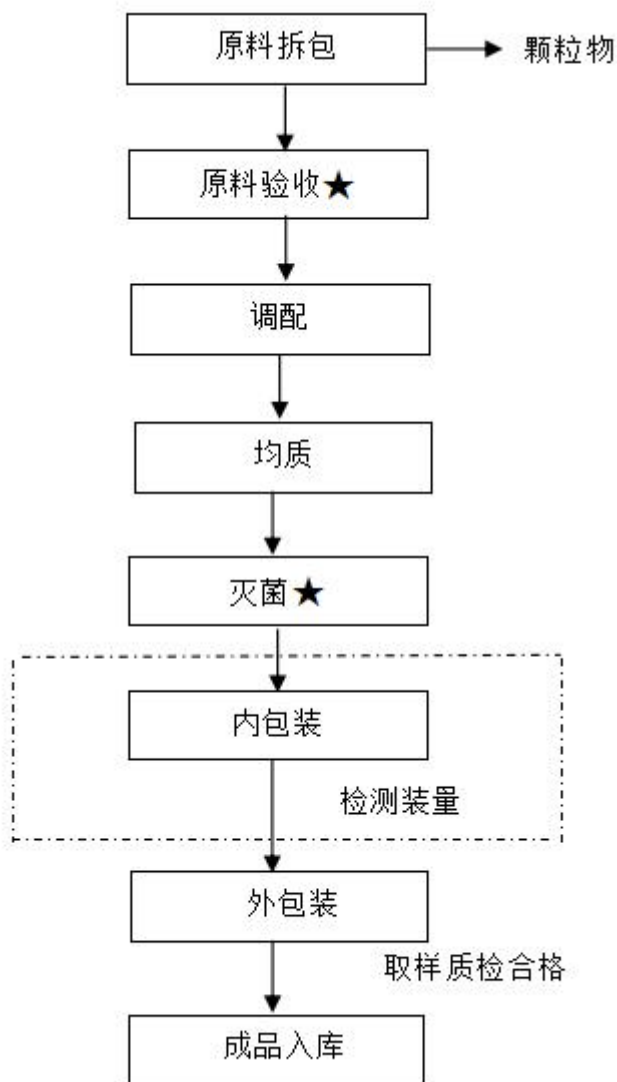 原料拆包
颗粒物
原料验收★
调配
均质
灭菌★
内包装
检测装量
外包装
取样质检合格
成品入库